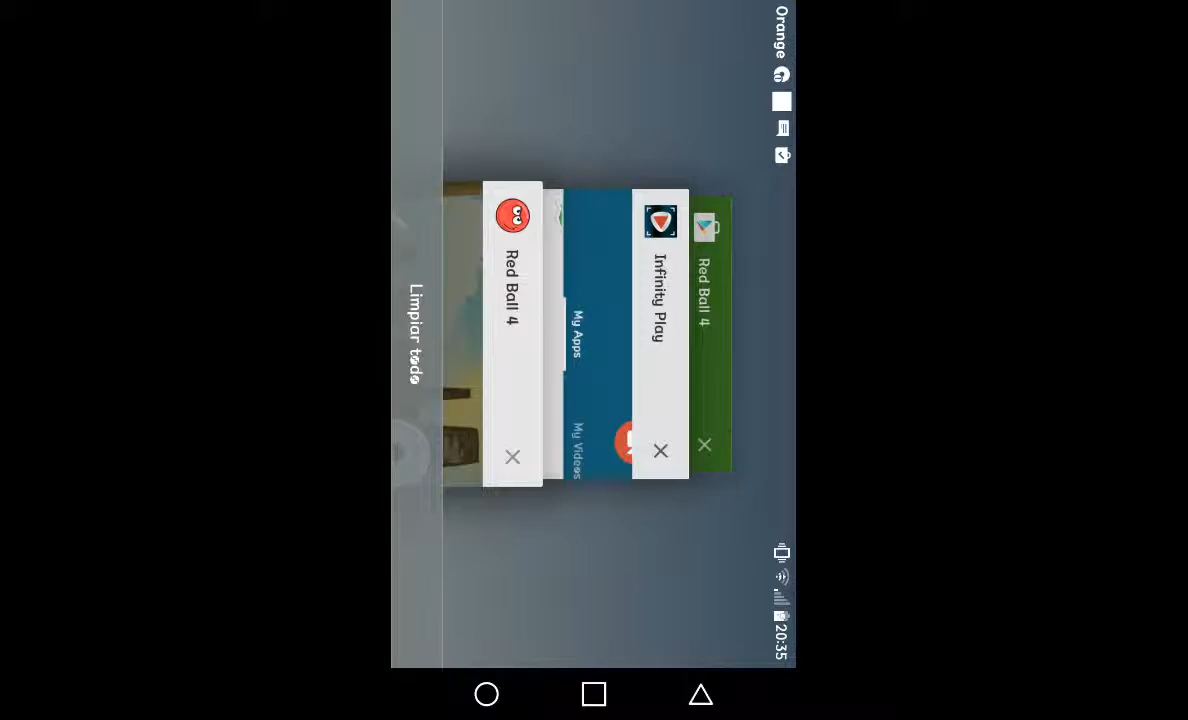 Orange
20:35
Red Ball 4
Infinity Play
My Apps
My Videos
Red Ball 4
Limpiar todo